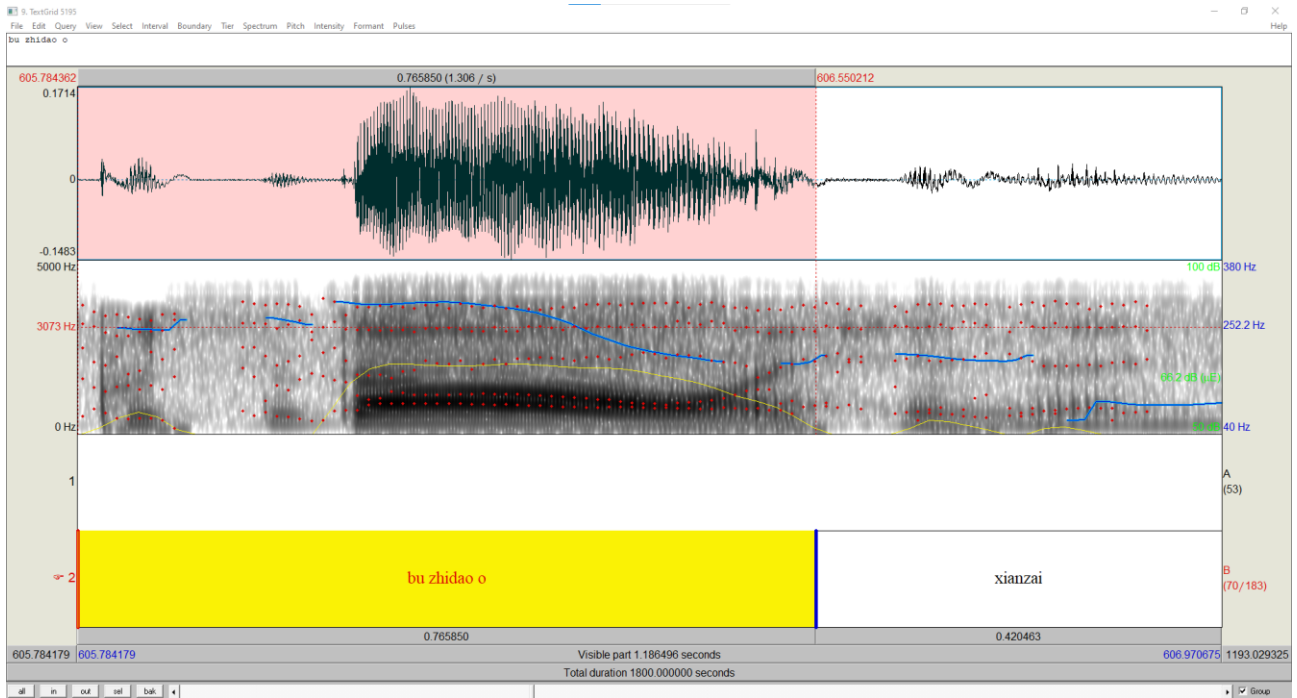 9. TextGrid 5195
File Edit Query View Select Interval Boundary Tier Spectrum Pitch Intensity Formant Pulses Help
bu zhidao o
605.784362 0.765850 (1.306 / s) 606.550212
0.1714
0
-0.1483
5000 Hz 100 dB 380 Hz
3073 Hz 252.2 Hz
0 Hz 40 Hz
1 A
(53)
2 bu zhidao o xianzai B
(70/183)
0.765850 0.420463
605.784179 605.784179 Visible part 1.186496 seconds 606.970675 1193.029325
Total duration 1800.000000 seconds
all in out sel bak Group